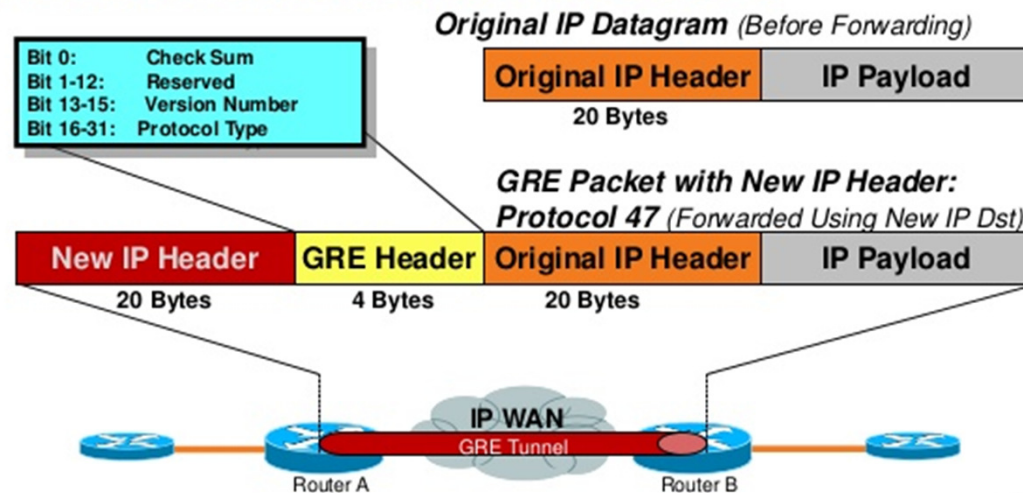 Original IP Datagram (Before Forwarding)
Bit 0: Check Sum
Bit 1-12: Reserved
Bit 13-15: Version Number
Bit 16-31: Protocol Type
Original IP Header IP Payload
20 Bytes
GRE Packet with New IP Header:
Protocol 47 (Forwarded Using New IP Dst)
New IP Header GRE Header Original IP Header IP Payload
20 Bytes 4 Bytes 20 Bytes
IP WAN
GRE Tunnel
Router A Router B